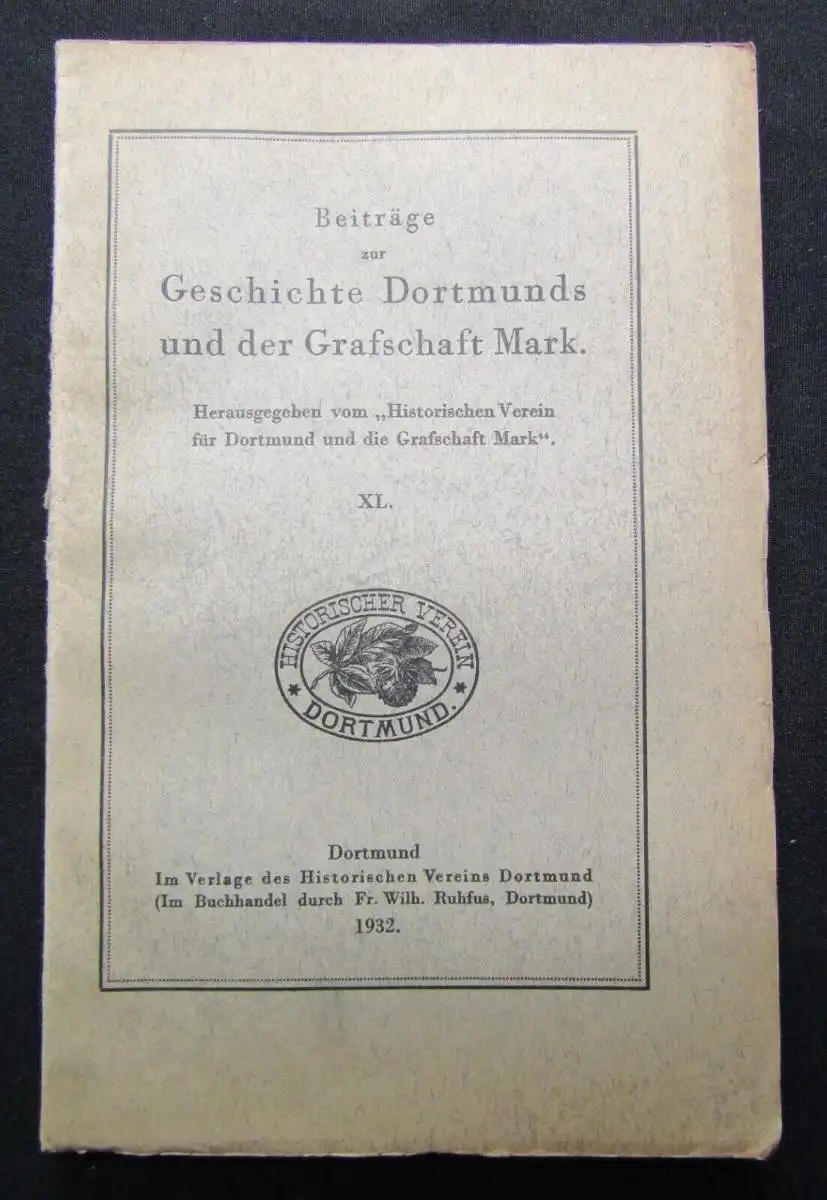 Beiträge
zur
Geschichte Dortmunds
und der Grafschaft Mark.
Herausgegeben vom „Historischen Verein
für Dortmund und die Grafschaft Mark“.
XL.
HISTORISCHER VEREIN
* DORTMUND. *
Dortmund
Im Verlage des Historischen Vereins Dortmund
(Im Buchhandel durch Fr. Wilh. Ruhfus, Dortmund)
1932.